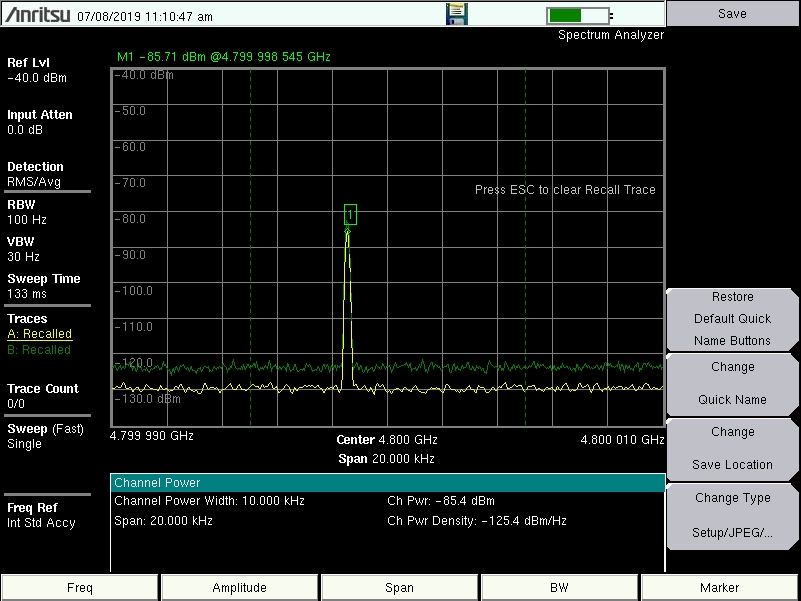 Anritsu 07/08/2019 11:10:47 am
Save
Spectrum Analyzer
M1 -85.71 dBm @4.799 998 545 GHz
Ref Lvl
-40.0 dBm
Input Atten
0.0 dB
Detection
RMS/Avg
RBW
100 Hz
VBW
30 Hz
Sweep Time
133 ms
Traces
A: Recalled
B: Recalled
Trace Count
0/0
Sweep (Fast)
Single
Freq Ref
Int Std Accy
-40.0 dBm
-50.0
-60.0
-70.0
-80.0
-90.0
-100.0
-110.0
-120.0
-130.0 dBm
Press ESC to clear Recall Trace
1
4.799 990 GHz
Center 4.800 GHz
4.800 010 GHz
Span 20.000 kHz
Channel Power
Channel Power Width: 10.000 kHz
Ch Pwr: -85.4 dBm
Span: 20.000 kHz
Ch Pwr Density: -125.4 dBm/Hz
Restore
Default Quick
Name Buttons
Change
Quick Name
Change
Save Location
Change Type
Setup/JPEG/...
Freq
Amplitude
Span
BW
Marker